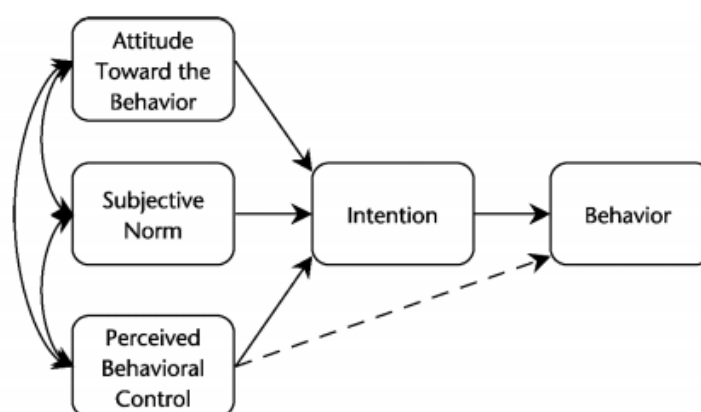 Attitude
Toward the
Behavior
Subjective
Norm
Intention
Behavior
Perceived
Behavioral
Control